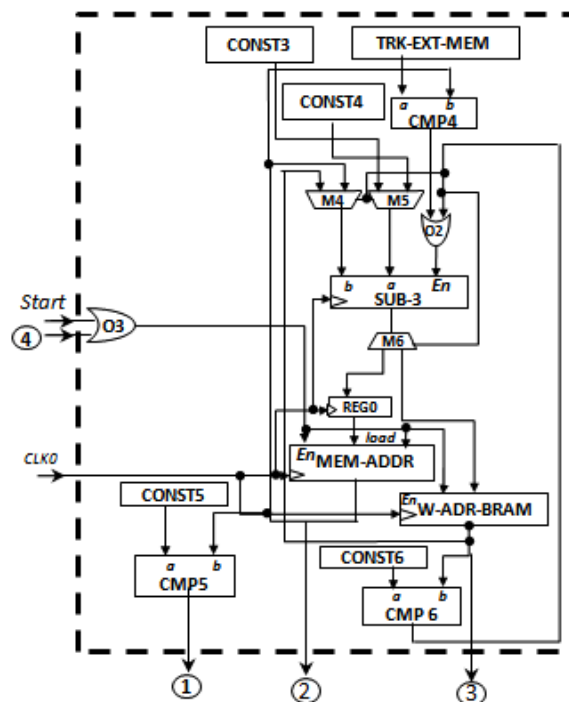 CONST3
TRK-EXT-MEM
CONST4
a b
CMP4
M4
M5
O2
b a En
SUB-3
Start
O3
4
M6
REG0
load
CLK0
En
MEM-ADDR
CONST5
En
W-ADR-BRAM
a b
CMP5
CONST6
a b
CMP 6
1
2
3